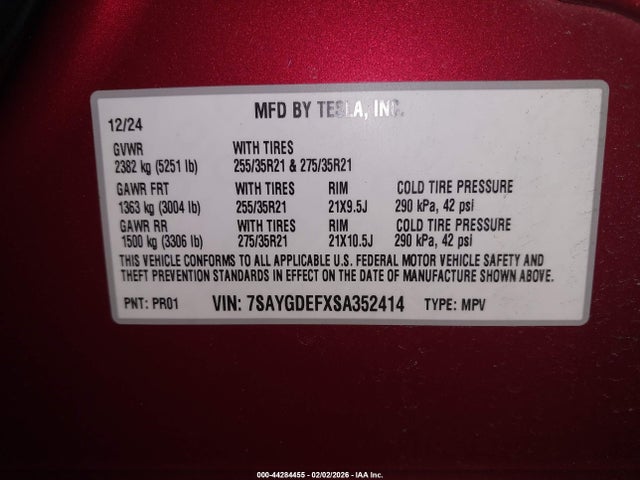 MFD BY TESLA, INC.
12/24
GVWR WITH TIRES
2382 kg (5251 lb) 255/35R21 & 275/35R21
GAWR FRT WITH TIRES RIM COLD TIRE PRESSURE
1363 kg (3004 lb) 255/35R21 21X9.5J 290 kPa, 42 psi
GAWR RR WITH TIRES RIM COLD TIRE PRESSURE
1500 kg (3306 lb) 275/35R21 21X10.5J 290 kPa, 42 psi
THIS VEHICLE CONFORMS TO ALL APPLICABLE U.S. FEDERAL MOTOR VEHICLE SAFETY AND
THEFT PREVENTION STANDARDS IN EFFECT ON THE DATE OF MANUFACTURE SHOWN ABOVE.
PNT: PR01 VIN: 7SAYGDEFXSA352414 TYPE: MPV
000-44284455 - 02/02/2026 - IAA Inc.